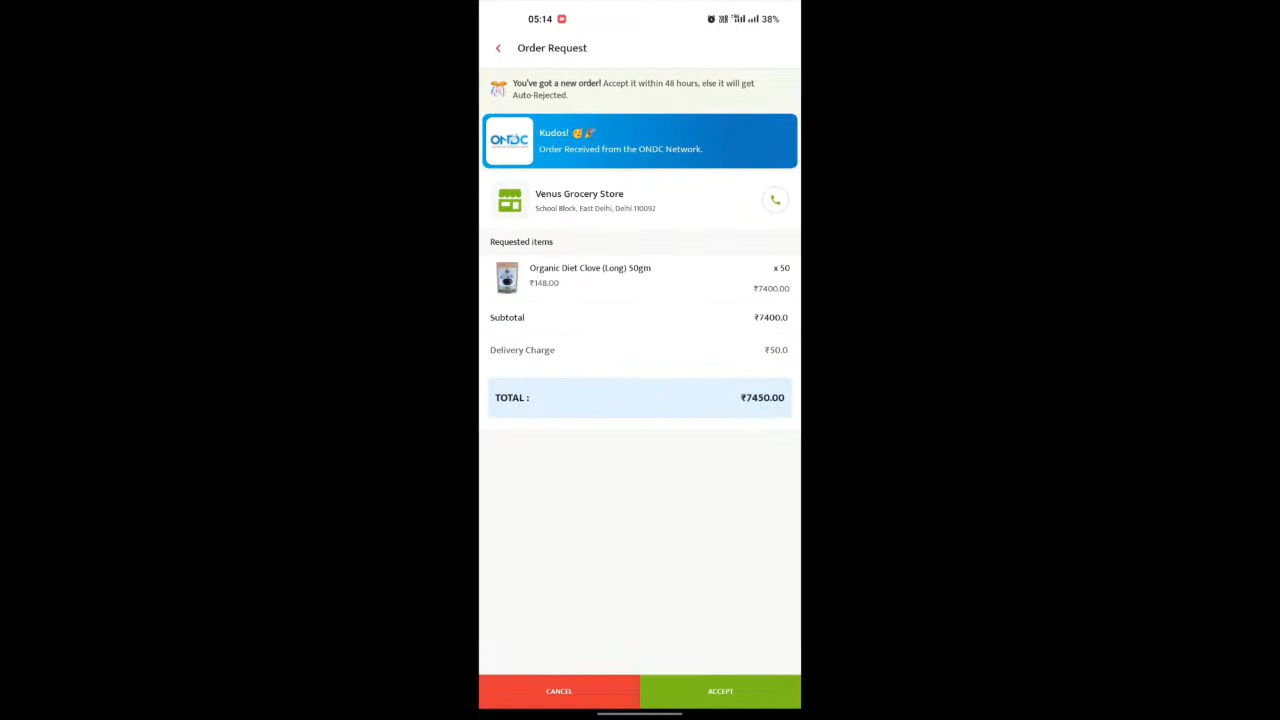 05:14
38%
Order Request
You've got a new order! Accept it within 48 hours, else it will get
Auto-Rejected.
ONDC
Kudos! 🥳🎉
Order Received from the ONDC Network.
Venus Grocery Store
School Block, East Delhi, Delhi 110092
Requested items
Organic Diet Clove (Long) 50gm x 50
₹148.00 ₹7400.00
Subtotal ₹7400.0
Delivery Charge ₹50.0
TOTAL : ₹7450.00
CANCEL ACCEPT